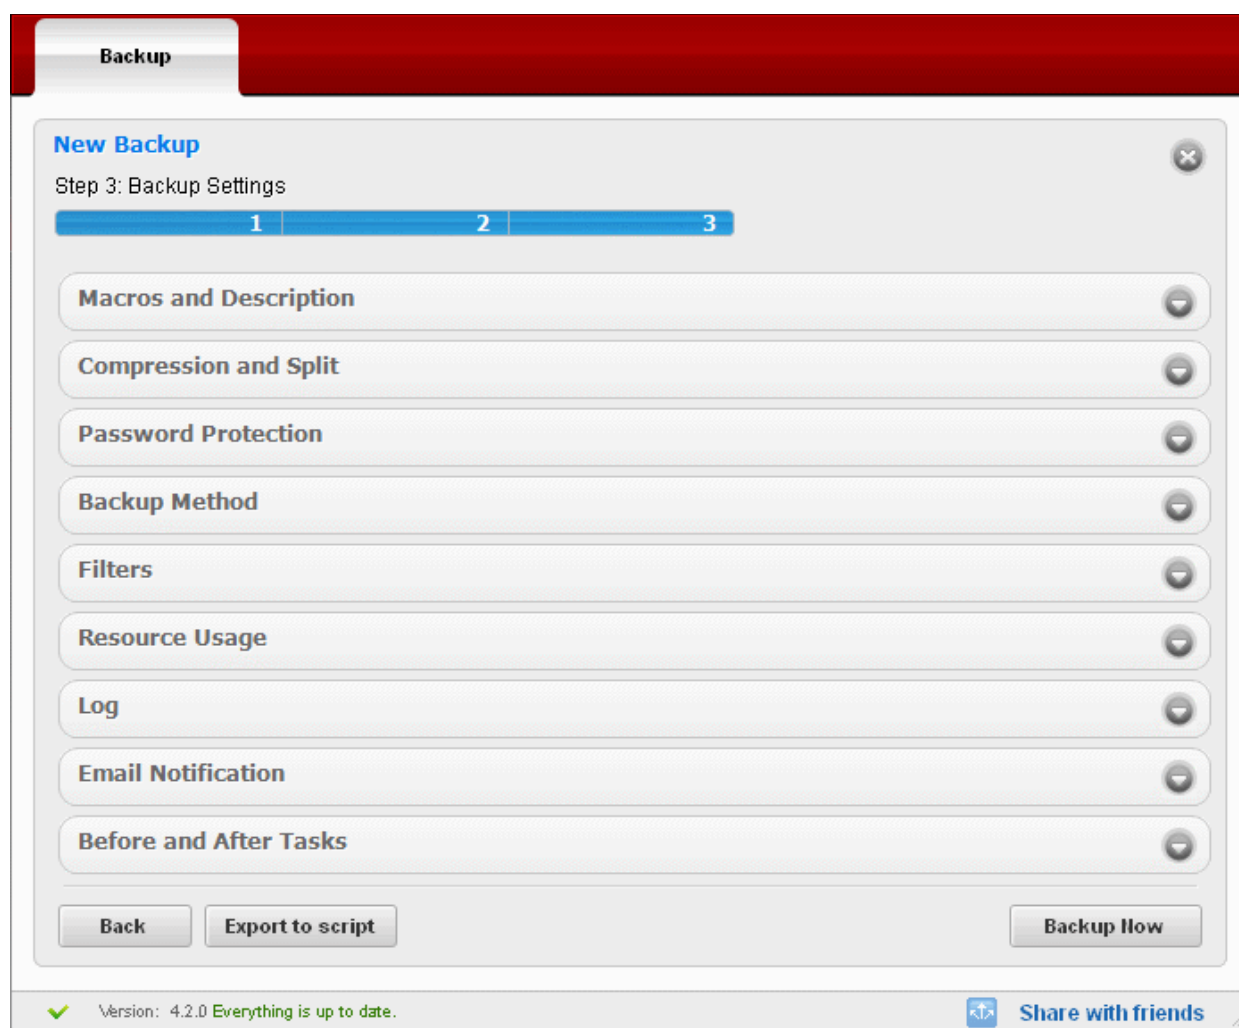 Backup
New Backup
Step 3: Backup Settings
1 2 3
Macros and Description
Compression and Split
Password Protection
Backup Method
Filters
Resource Usage
Log
Email Notification
Before and After Tasks
Back Export to script Backup Now
Version: 4.2.0 Everything is up to date. Share with friends